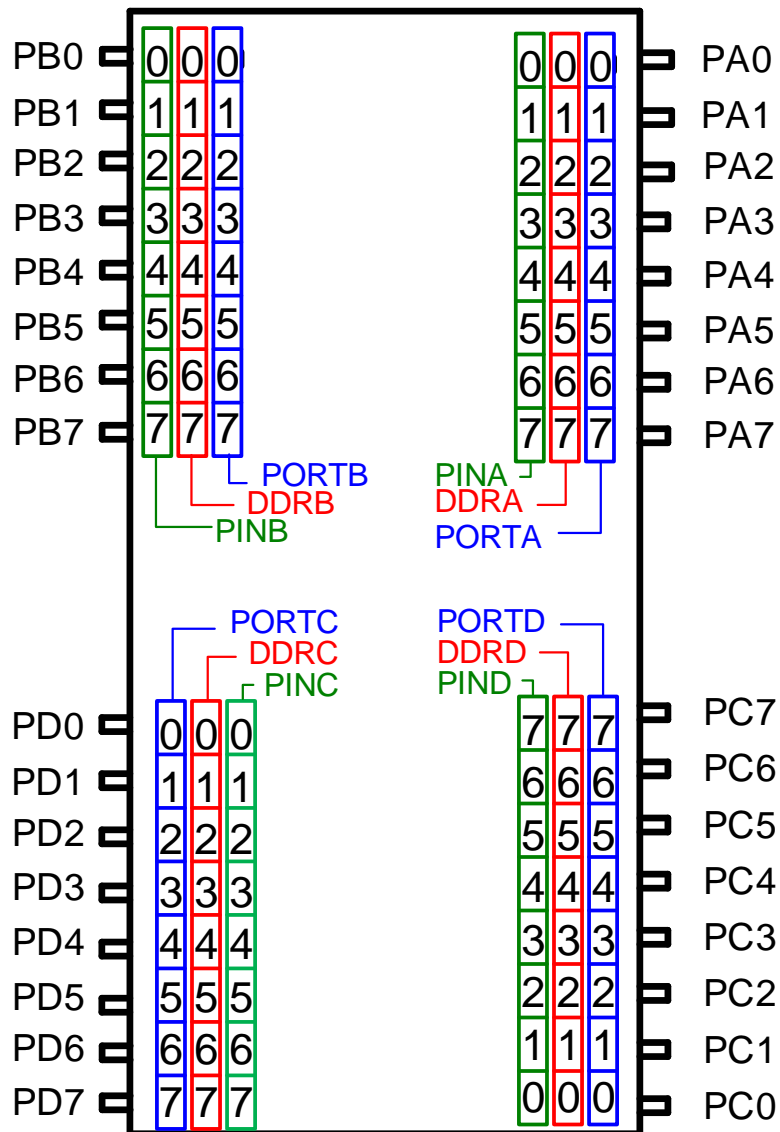 PB0 0 0 0 0 0 0 PA0
PB1 1 1 1 1 1 1 PA1
PB2 2 2 2 2 2 2 PA2
PB3 3 3 3 3 3 3 PA3
PB4 4 4 4 4 4 4 PA4
PB5 5 5 5 5 5 5 PA5
PB6 6 6 6 6 6 6 PA6
PB7 7 7 7 7 7 7 PA7
PORTB PINA
DDRB DDRA
PINB PORTA
PORTC PORTD
DDRC DDRD
PINC PIND
PD0 0 0 0 7 7 7 PC7
PD1 1 1 1 6 6 6 PC6
PD2 2 2 2 5 5 5 PC5
PD3 3 3 3 4 4 4 PC4
PD4 4 4 4 3 3 3 PC3
PD5 5 5 5 2 2 2 PC2
PD6 6 6 6 1 1 1 PC1
PD7 7 7 7 0 0 0 PC0